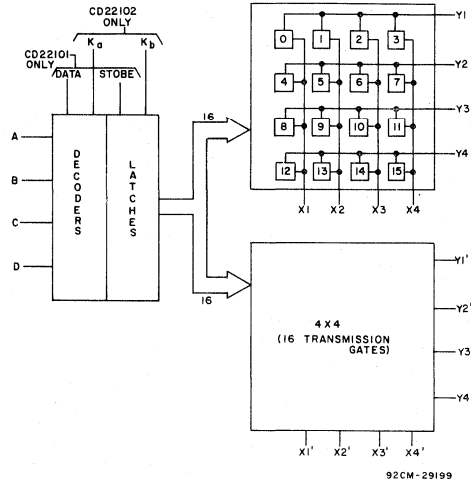 CD22102
ONLY
CD22101
ONLY
Ka
Kb
DATA
STOBE
A
B
C
D
DECODERS
LATCHES
16
16
0
1
2
3
4
5
6
7
8
9
10
11
12
13
14
15
Y1
Y2
Y3
Y4
X1
X2
X3
X4
4X4
(16 TRANSMISSION
GATES)
Y1'
Y2'
Y3
Y4
X1'
X2'
X3'
X4'
92CM-29199